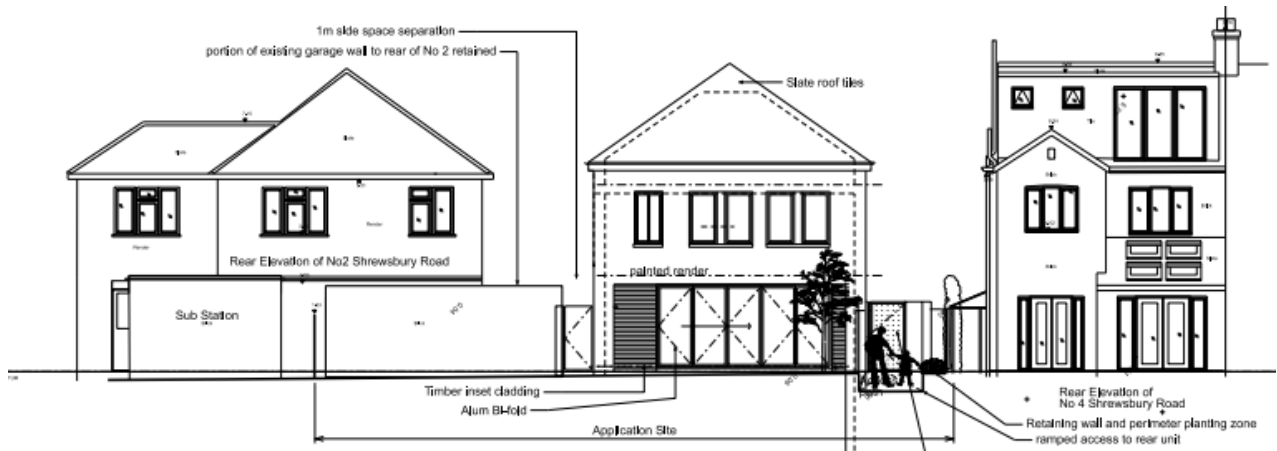 1m side space separation
portion of existing garage wall to rear of No 2 retained
Slate roof tiles
Render
Render
Rear Elevation of No2 Shrewsbury Road
painted render
Sub Station
Timber inset cladding
Alum Bi-fold
Application Site
Rear Elevation of
No 4 Shrewsbury Road
Retaining wall and perimeter planting zone
ramped access to rear unit